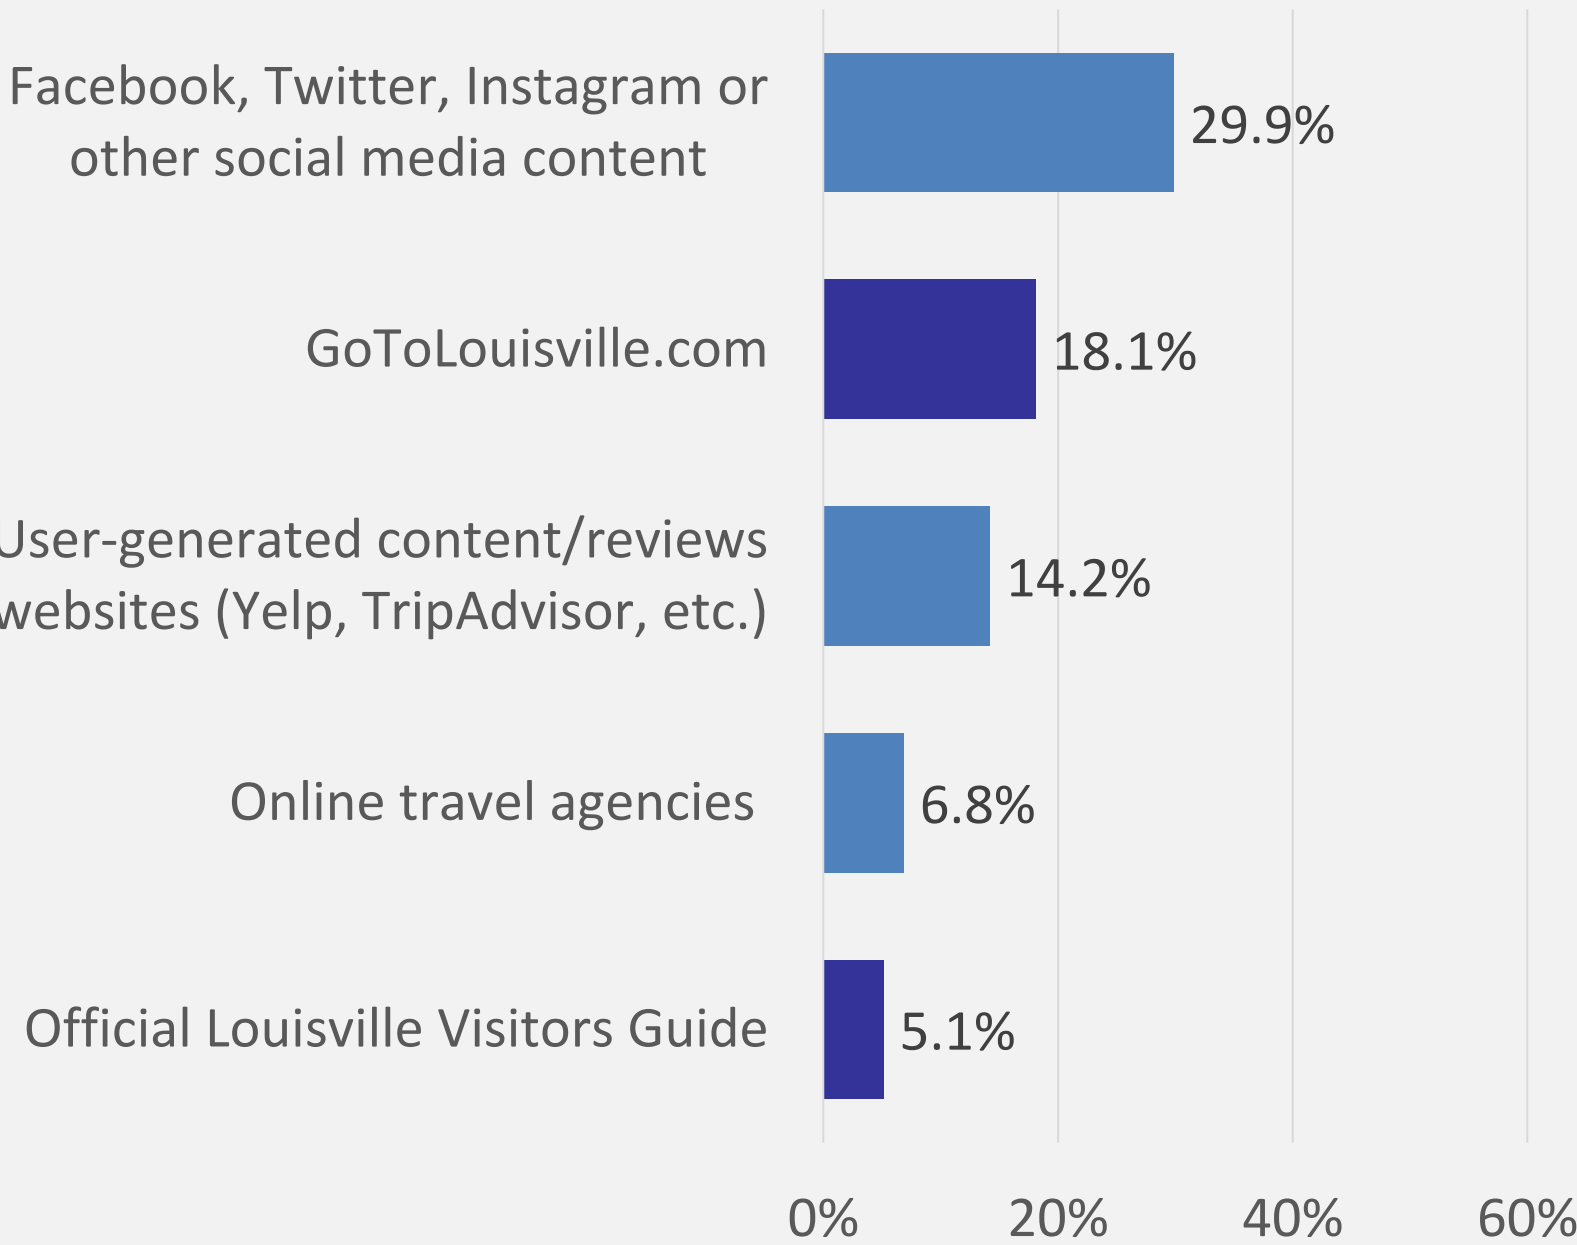 Facebook, Twitter, Instagram or
other social media content
29.9%
GoToLouisville.com
18.1%
User-generated content/reviews
websites (Yelp, TripAdvisor, etc.)
14.2%
Online travel agencies
6.8%
Official Louisville Visitors Guide
5.1%
0% 20% 40% 60%